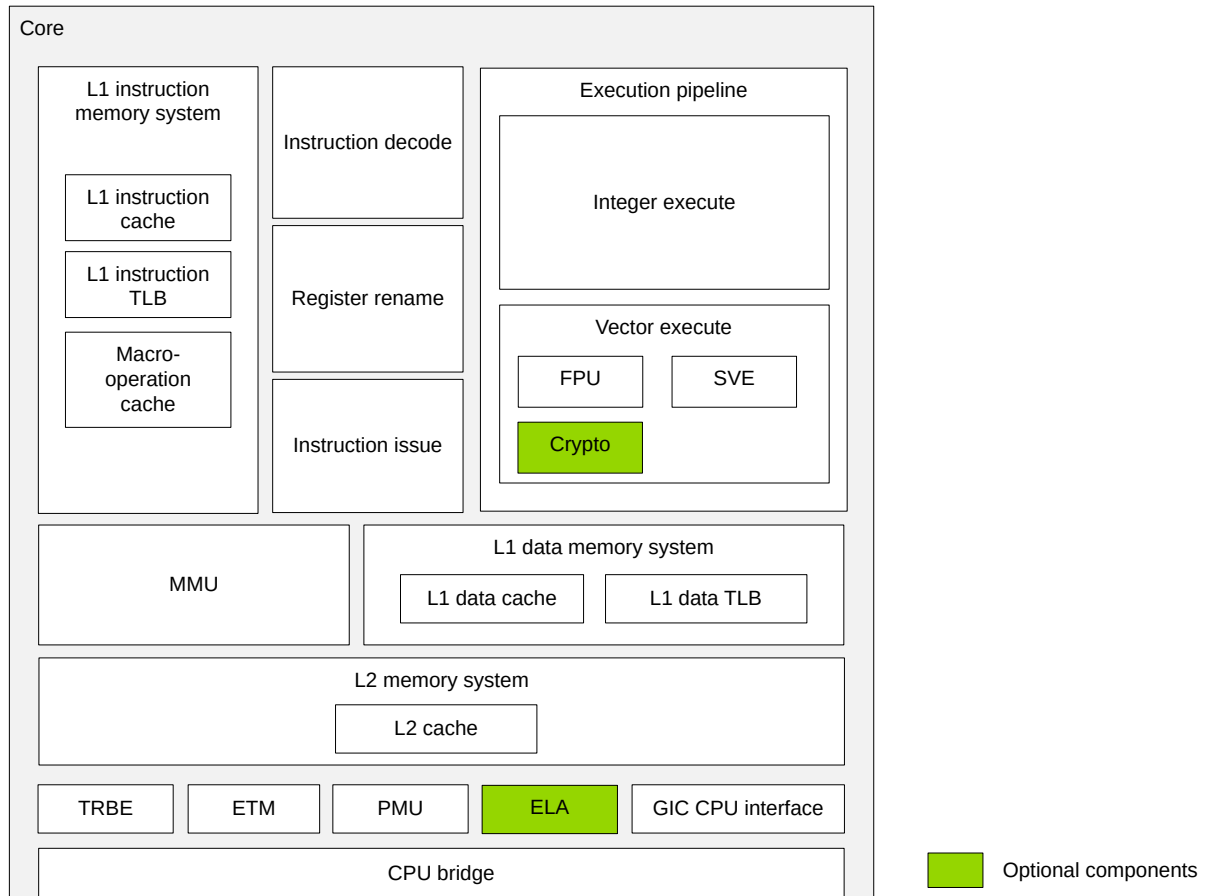 Core
L1 instruction
memory system
L1 instruction
cache
L1 instruction
TLB
Macro-
operation
cache
Instruction decode
Register rename
Instruction issue
Execution pipeline
Integer execute
Vector execute
FPU
SVE
Crypto
MMU
L1 data memory system
L1 data cache
L1 data TLB
L2 memory system
L2 cache
TRBE
ETM
PMU
ELA
GIC CPU interface
CPU bridge
Optional components